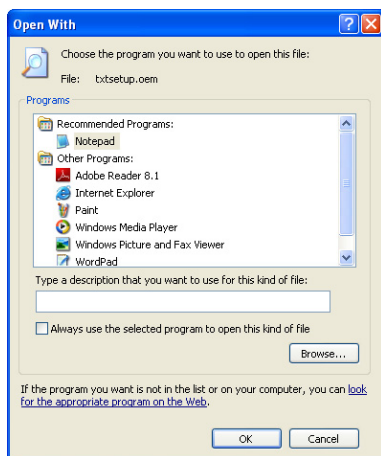 Open With
Choose the program you want to use to open this file:
File: txtsetup.oem
Programs
Recommended Programs:
Notepad
Other Programs:
Adobe Reader 8.1
Internet Explorer
Paint
Windows Media Player
Windows Picture and Fax Viewer
WordPad
Type a description that you want to use for this kind of file:
Always use the selected program to open this kind of file
Browse...
If the program you want is not in the list or on your computer, you can look
for the appropriate program on the Web.
OK Cancel